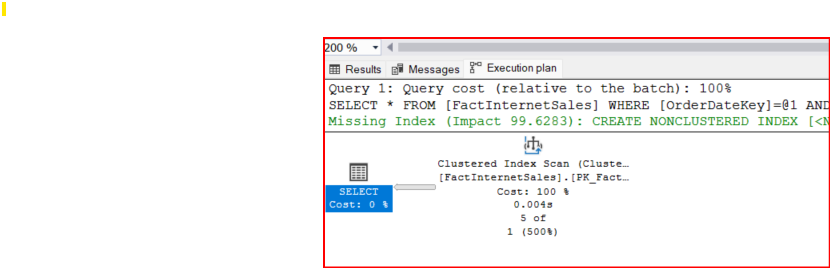 200 %
Results Messages Execution plan
Query 1: Query cost (relative to the batch): 100%
SELECT * FROM [FactInternetSales] WHERE [OrderDateKey]=@1 AND
Missing Index (Impact 99.6283): CREATE NONCLUSTERED INDEX [<N
SELECT
Cost: 0 %
Clustered Index Scan (Cluste…
[FactInternetSales].[PK_Fact…
Cost: 100 %
0.004s
5 of
1 (500%)